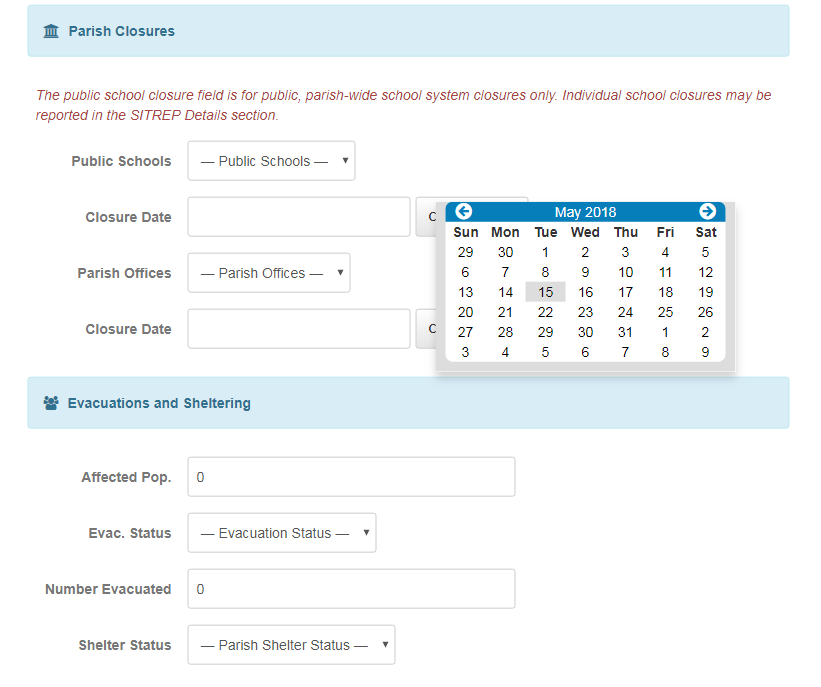 Parish Closures
The public school closure field is for public, parish-wide school system closures only. Individual school closures may be
reported in the SITREP Details section.
Public Schools — Public Schools —
Closure Date C
May 2018
Sun Mon Tue Wed Thu Fri Sat
29 30 1 2 3 4 5
6 7 8 9 10 11 12
13 14 15 16 17 18 19
20 21 22 23 24 25 26
27 28 29 30 31 1 2
3 4 5 6 7 8 9
Parish Offices — Parish Offices —
Closure Date C
Evacuations and Sheltering
Affected Pop. 0
Evac. Status — Evacuation Status —
Number Evacuated 0
Shelter Status — Parish Shelter Status —